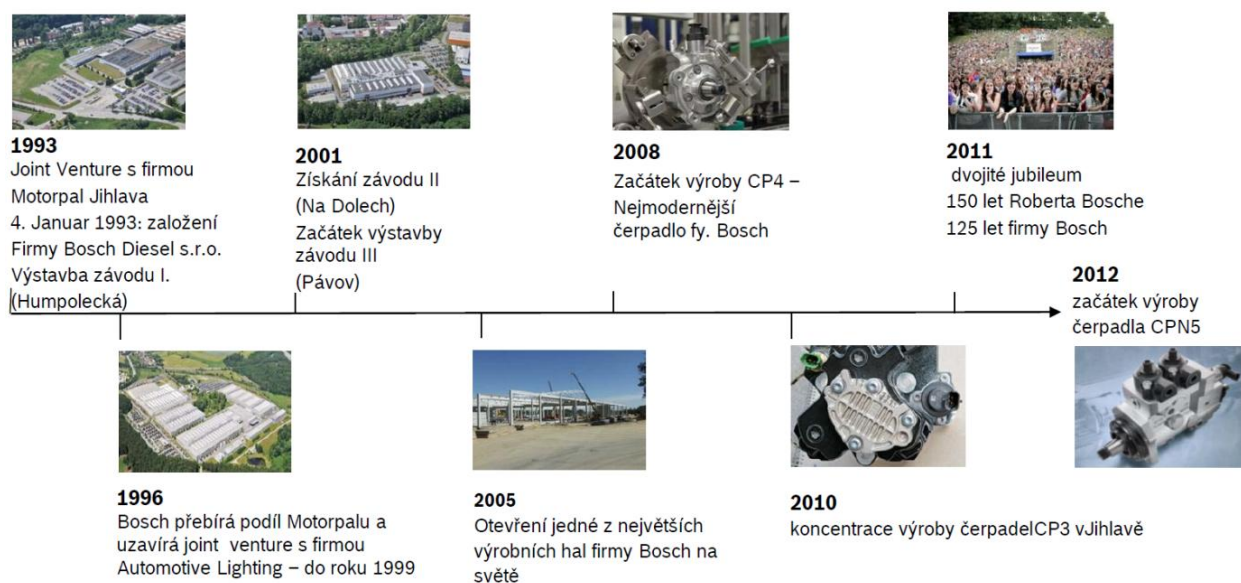 1993
Joint Venture s firmou
Motorpal Jihlava
4. Januar 1993: založení
Firmy Bosch Diesel s.r.o.
Výstavba závodu I.
(Humpolecká)
2001
Získání závodu II
(Na Dolech)
Začátek výstavby
závodu III
(Pávov)
2008
Začátek výroby CP4 –
Nejmodernější
čerpadlo fy. Bosch
2011
dvojité jubileum
150 let Roberta Bosche
125 let firmy Bosch
2012
začátek výroby
čerpadla CPN5
1996
Bosch přebírá podíl Motorpalu a
uzavírá joint venture s firmou
Automotive Lighting – do roku 1999
2005
Otevření jedné z největších
výrobních hal firmy Bosch na
světě
2010
koncentrace výroby čerpadelCP3 vJihlavě